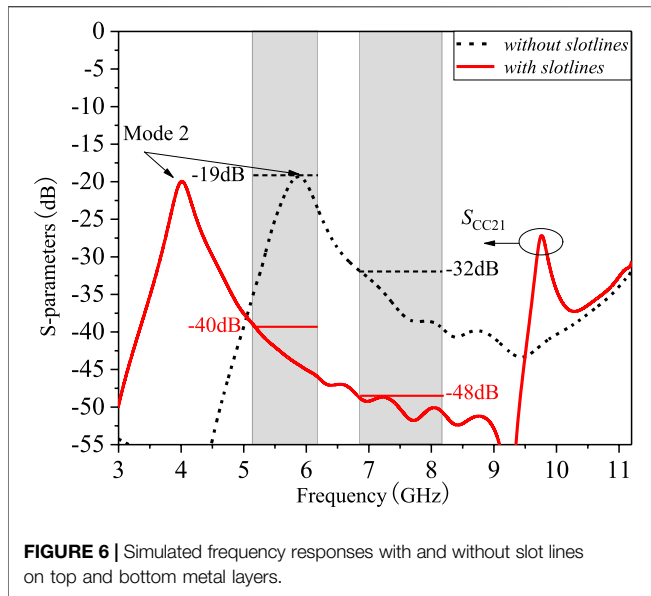 S-parameters (dB)
0
-5
-10
-15
-20
-25
-30
-35
-40
-45
-50
-55
without slotlines
with slotlines
Mode 2
-19dB
S_CC21
-32dB
-40dB
-48dB
3 4 5 6 7 8 9 10 11
Frequency (GHz)
FIGURE 6 | Simulated frequency responses with and without slot lines
on top and bottom metal layers.